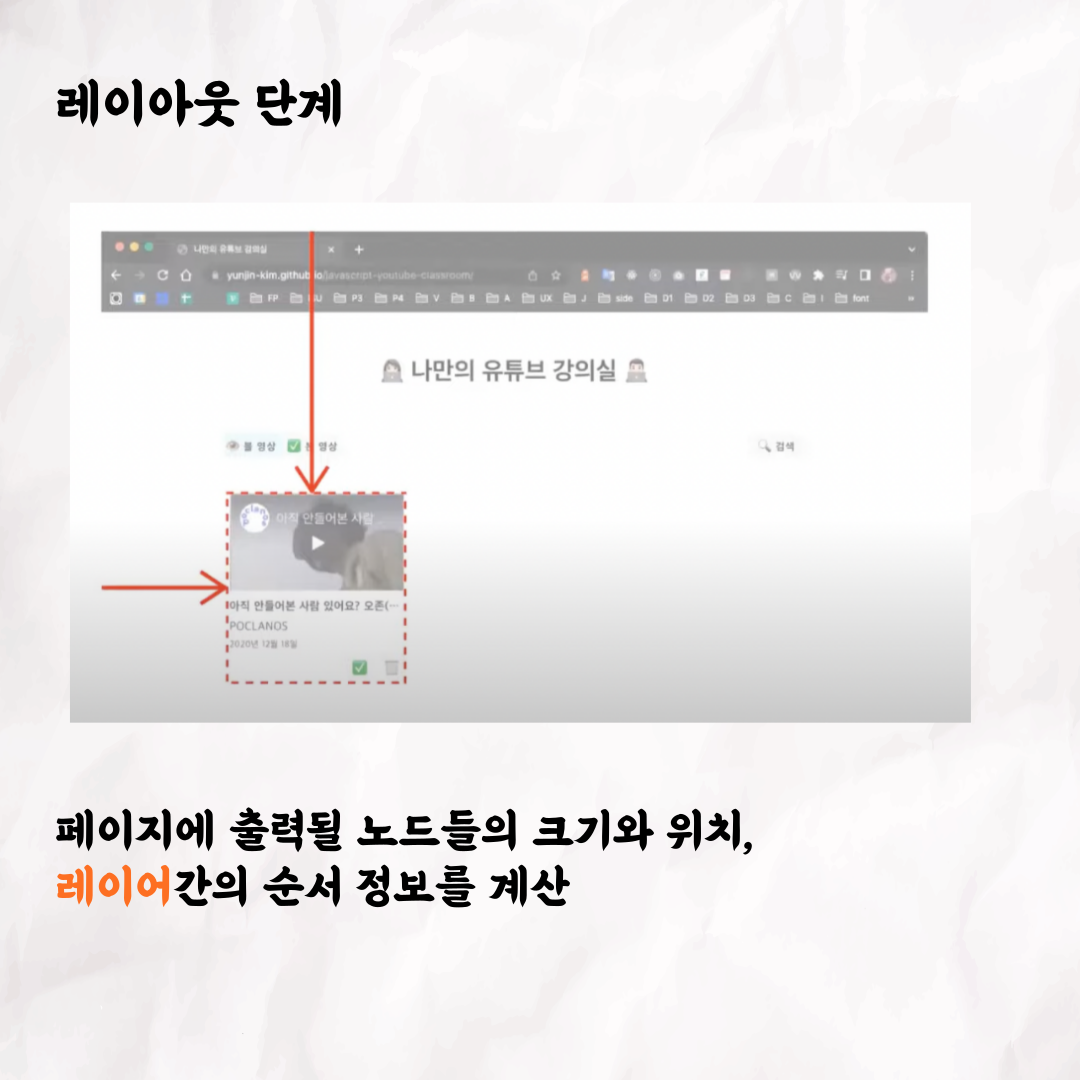 레이아웃 단계
나만의 유튜브 강의실
yunjin-kim.github.io/javascript-youtube-classroom/
FP P3 P4 V B A UX J side D1 D2 D3 C I font
나만의 유튜브 강의실
볼 영상 영상 검색
아직 안들어본 사람
아직 안들어본 사람 있어요? 오존(…
POCLANOS
2020년 12월 18일
페이지에 출력될 노드들의 크기와 위치,
레이어간의 순서 정보를 계산